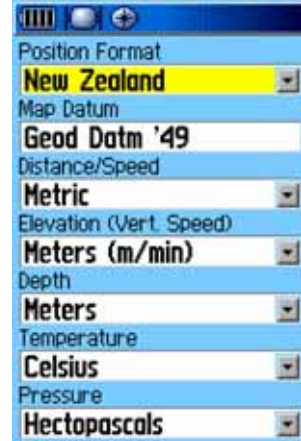 Position Format
New Zealand
Map Datum
Geod Datm '49
Distance/Speed
Metric
Elevation (Vert. Speed)
Meters (m/min)
Depth
Meters
Temperature
Celsius
Pressure
Hectopascals